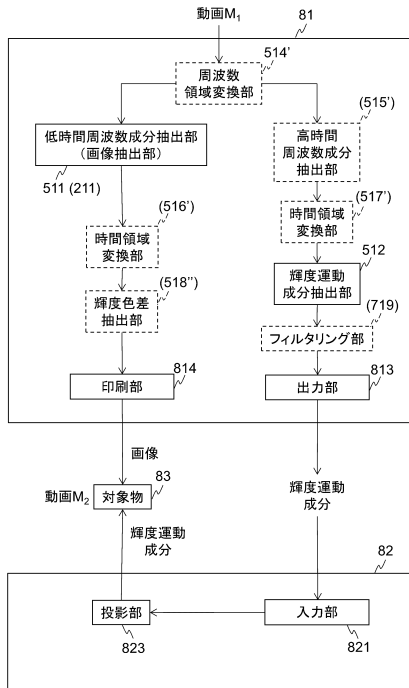 動画M₁
81
514’
周波数
領域変換部
低時間周波数成分抽出部
(画像抽出部)
511 (211)
(515’)
高時間
周波数成分
抽出部
(516’)
時間領域
変換部
(517’)
時間領域
変換部
(518’’)
輝度色差
抽出部
512
輝度運動
成分抽出部
(719)
フィルタリング部
814
印刷部
813
出力部
画像
83
動画M₂
対象物
輝度運動
成分
輝度運動
成分
82
投影部
823
入力部
821